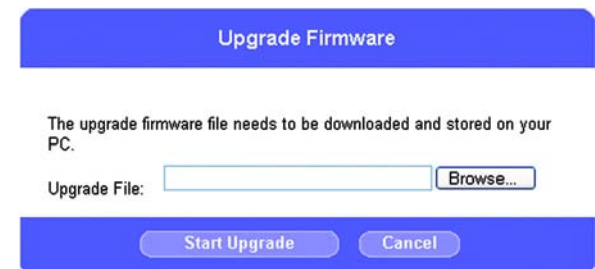 Upgrade Firmware
The upgrade firmware file needs to be downloaded and stored on your
PC.
Upgrade File:
Browse...
Start Upgrade
Cancel